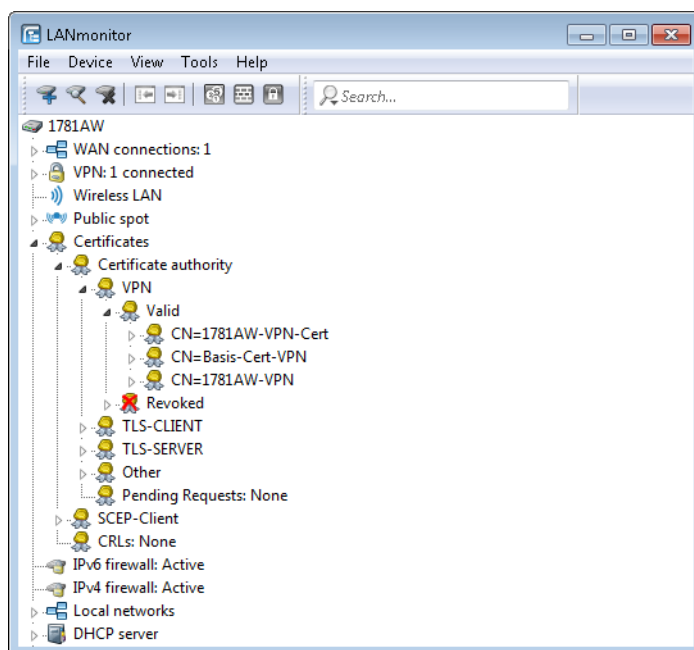 LANmonitor
File Device View Tools Help
Search...
1781AW
WAN connections: 1
VPN: 1 connected
Wireless LAN
Public spot
Certificates
Certificate authority
VPN
Valid
CN=1781AW-VPN-Cert
CN=Basis-Cert-VPN
CN=1781AW-VPN
Revoked
TLS-CLIENT
TLS-SERVER
Other
Pending Requests: None
SCEP-Client
CRLs: None
IPv6 firewall: Active
IPv4 firewall: Active
Local networks
DHCP server